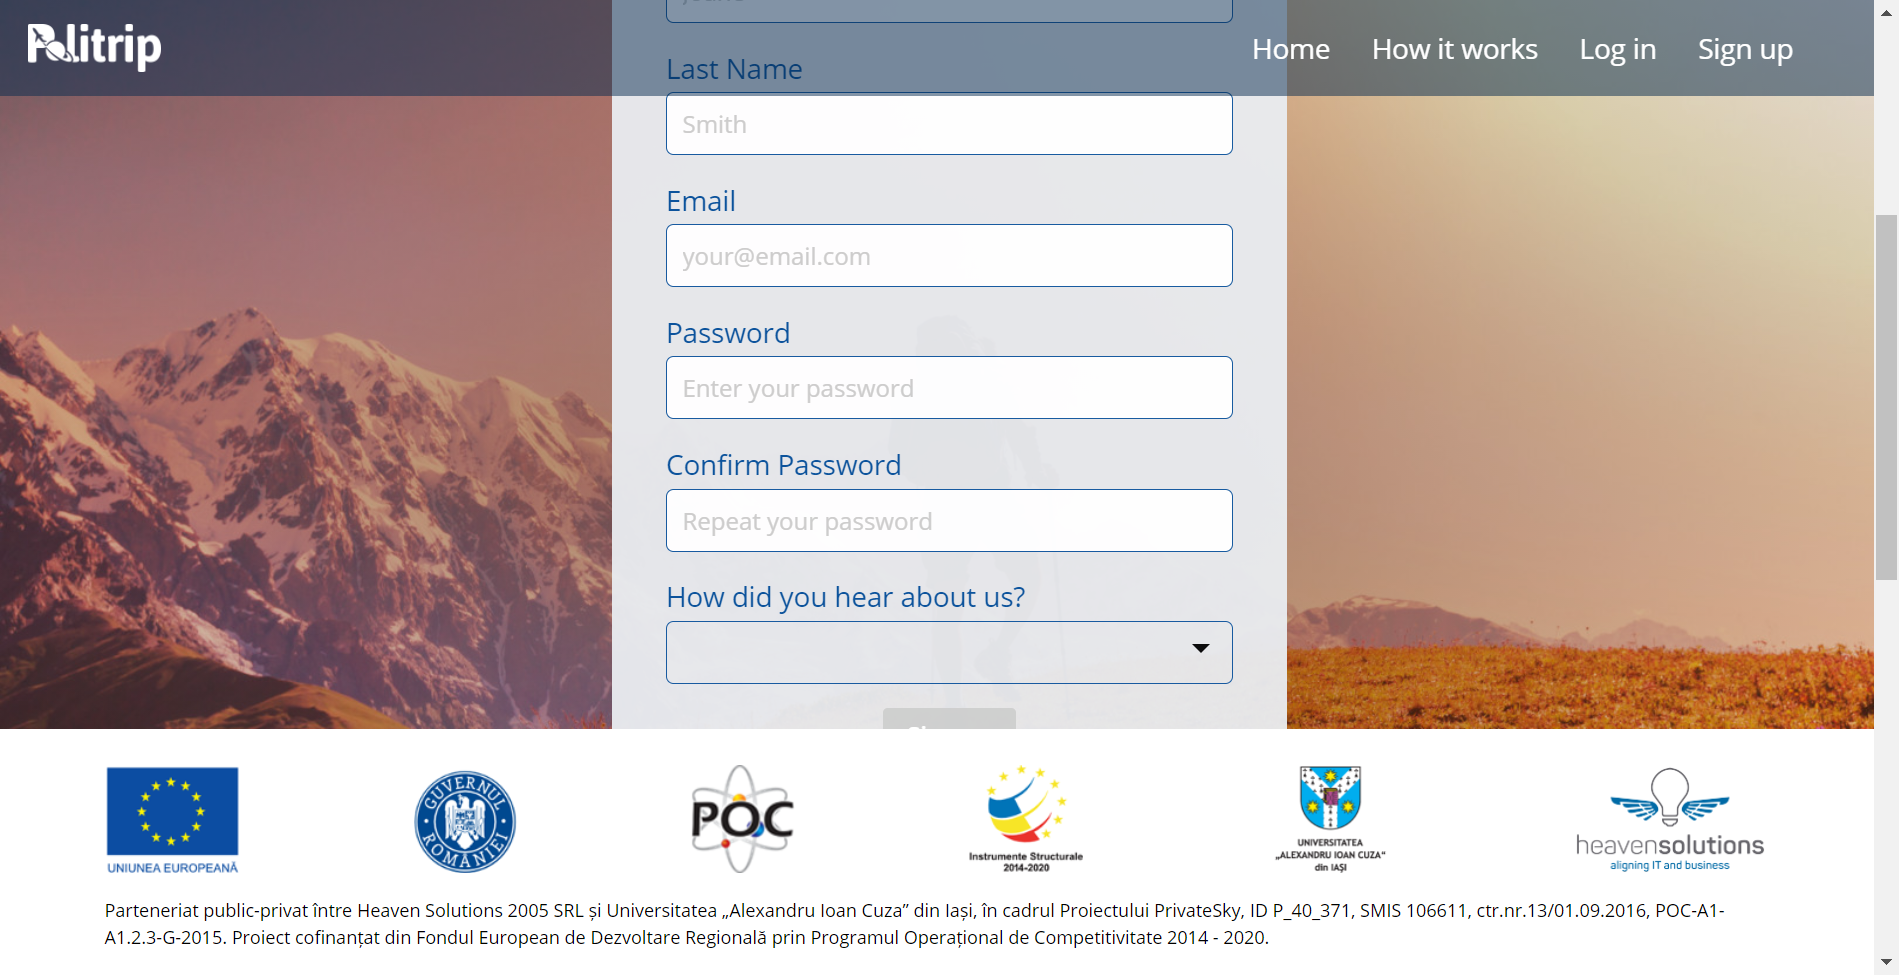 Politrip
Home How it works Log in Sign up
Last Name
Smith
Email
your@email.com
Password
Enter your password
Confirm Password
Repeat your password
How did you hear about us?
UNIUNEA EUROPEANĂ
GUVERNUL ROMÂNIEI
POC
Instrumente Structurale
2014-2020
UNIVERSITATEA
„ALEXANDRU IOAN CUZA”
din IAŞI
heavensolutions
aligning IT and business
Parteneriat public-privat între Heaven Solutions 2005 SRL și Universitatea „Alexandru Ioan Cuza” din Iași, în cadrul Proiectului PrivateSky, ID P_40_371, SMIS 106611, ctr.nr.13/01.09.2016, POC-A1-
A1.2.3-G-2015. Proiect cofinanțat din Fondul European de Dezvoltare Regională prin Programul Operațional de Competitivitate 2014 - 2020.